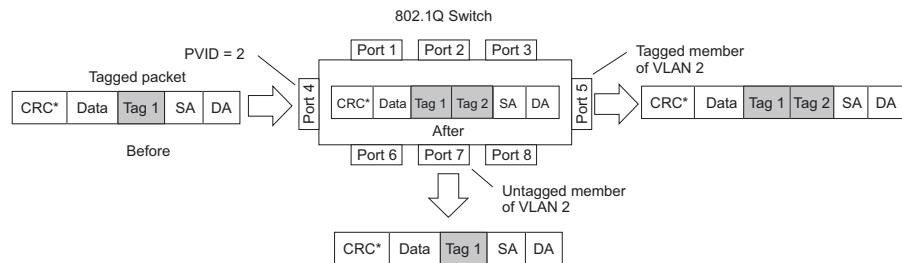 802.1Q Switch
PVID = 2
Port 1 Port 2 Port 3
Tagged member
of VLAN 2
Tagged packet
CRC* Data Tag 1 SA DA
Port 4
CRC* Data Tag 1 Tag 2 SA DA
Port 5
CRC* Data Tag 1 Tag 2 SA DA
Before
After
Port 6 Port 7 Port 8
Untagged member
of VLAN 2
CRC* Data Tag 1 SA DA